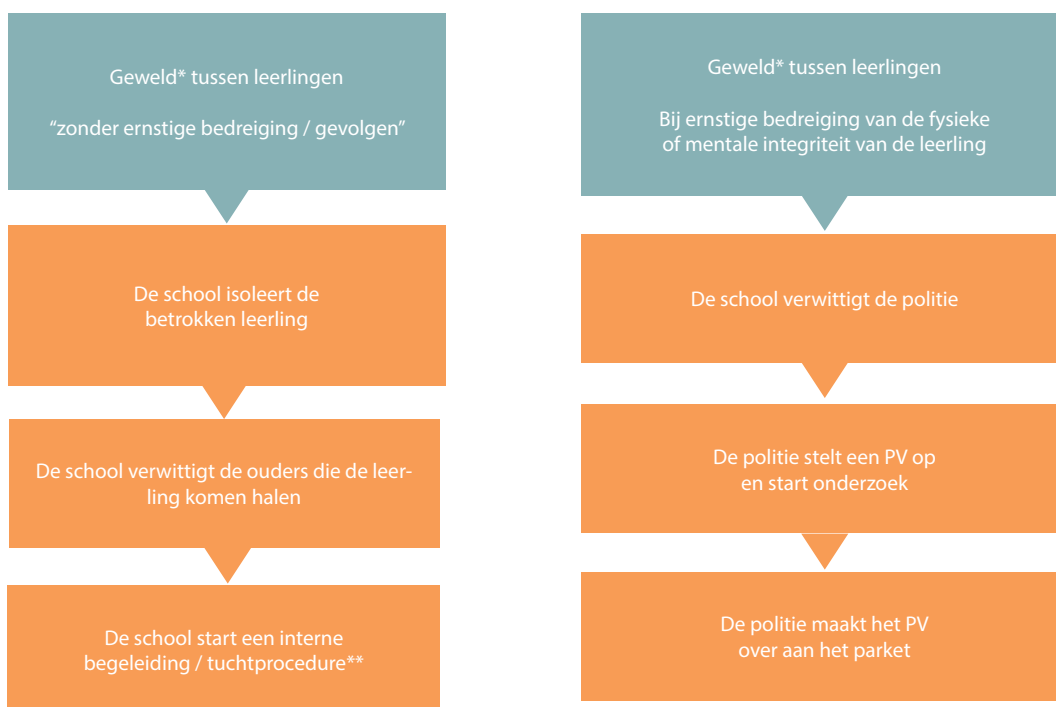 Geweld* tussen leerlingen
“zonder ernstige bedreiging / gevolgen”
De school isoleert de
betrokken leerling
De school verwittigt de ouders die de leer-
ling komen halen
De school start een interne
begeleiding / tuchtprocedure**
Geweld* tussen leerlingen
Bij ernstige bedreiging van de fysieke
of mentale integriteit van de leerling
De school verwittigt de politie
De politie stelt een PV op
en start onderzoek
De politie maakt het PV
over aan het parket